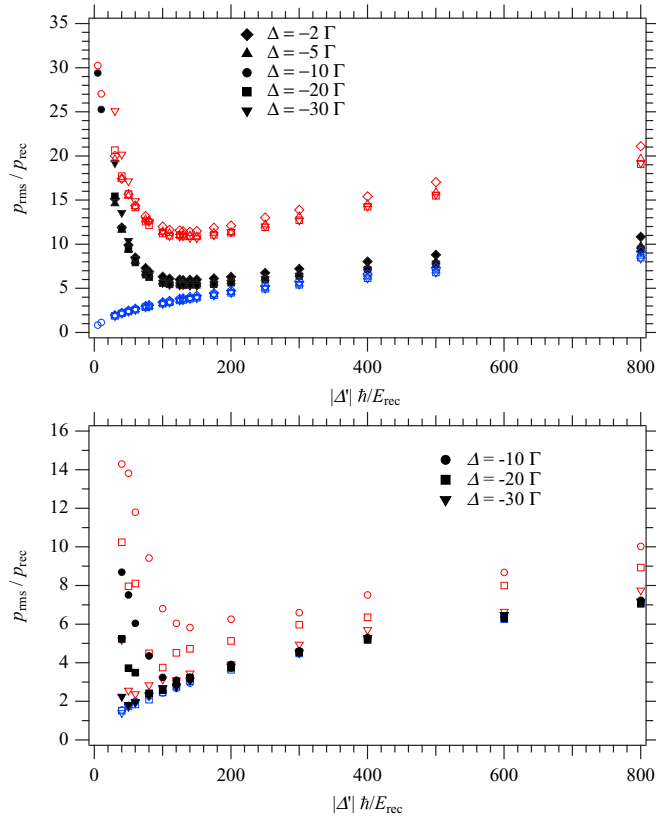 35
30
25
20
15
10
5
0
p_rms / p_rec
Δ = −2 Γ
Δ = −5 Γ
Δ = −10 Γ
Δ = −20 Γ
Δ = −30 Γ
0 200 400 600 800
|Δ'| ℏ/E_rec
16
14
12
10
8
6
4
2
0
p_rms / p_rec
Δ = -10 Γ
Δ = -20 Γ
Δ = -30 Γ
0 200 400 600 800
|Δ'| ℏ/E_rec